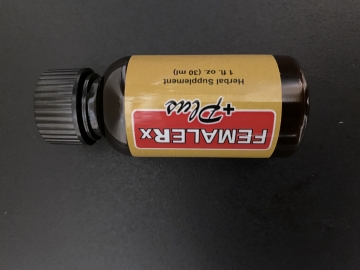 FEMALERx
+Plus
Herbal Supplement
1 fl. oz. (30 ml)